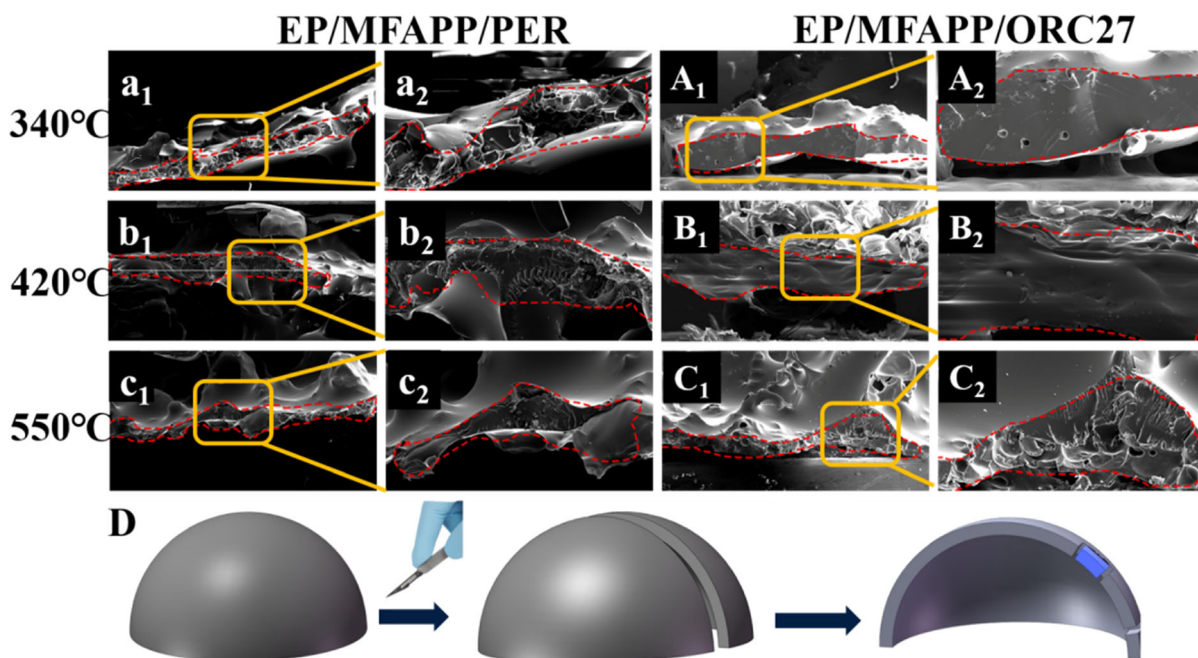 EP/MFAPP/PER EP/MFAPP/ORC27
340℃ a1 a2 A1 A2
420℃ b1 b2 B1 B2
550℃ c1 c2 C1 C2
D